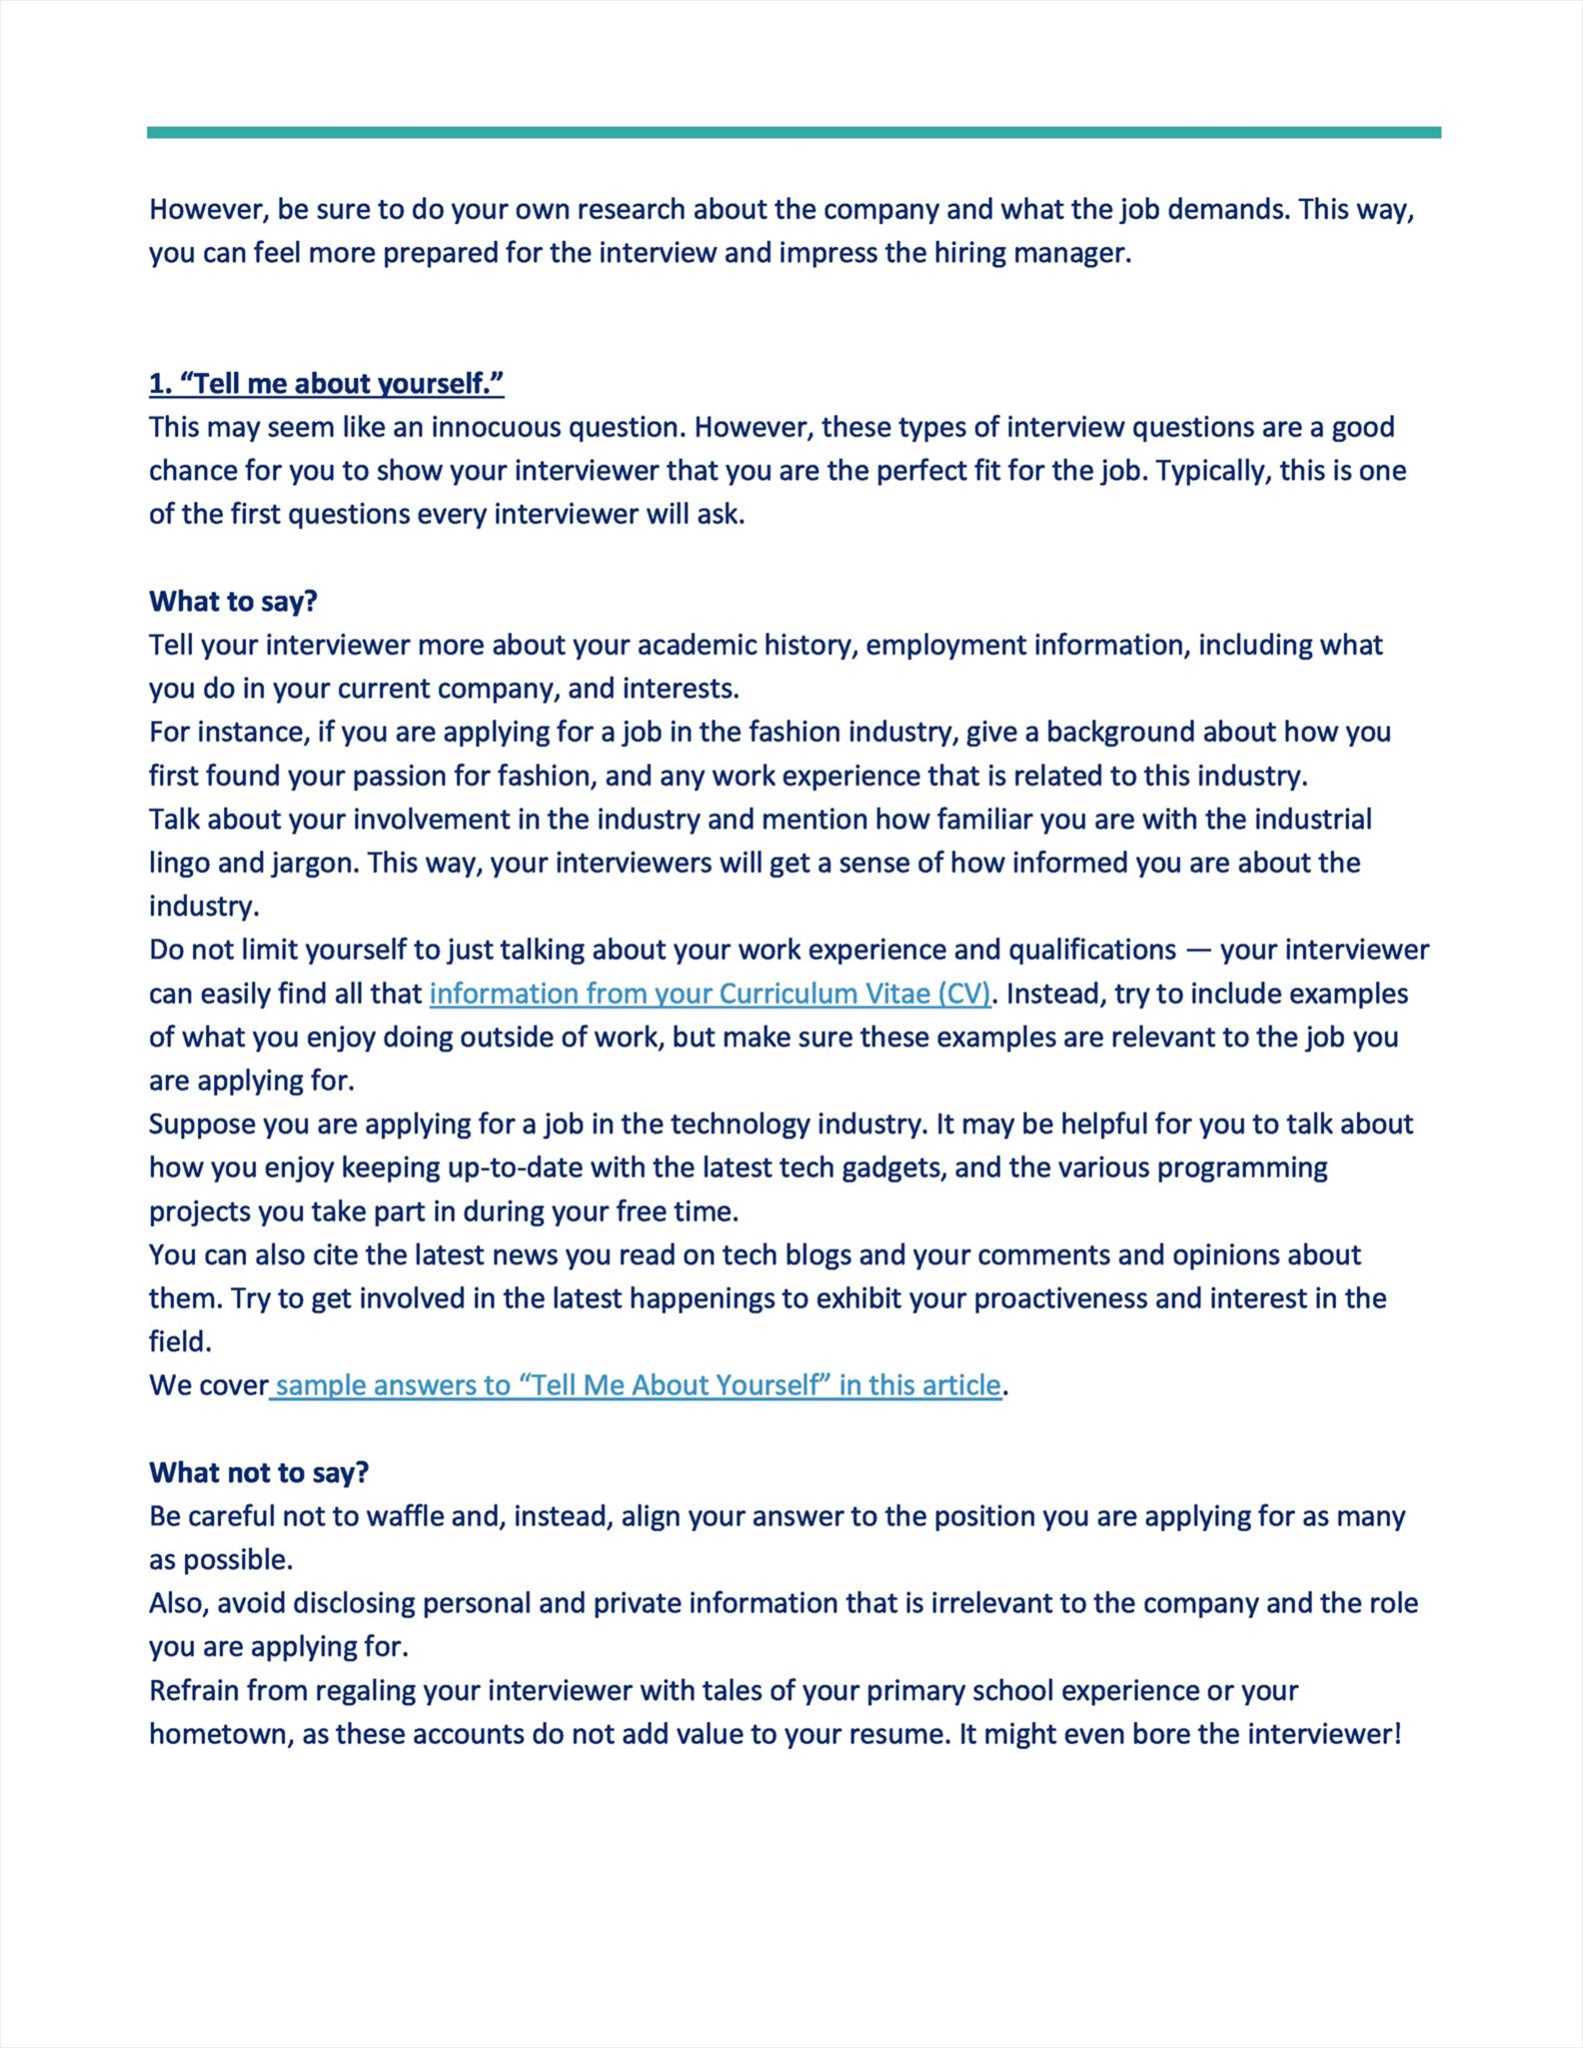 However, be sure to do your own research about the company and what the job demands. This way,
you can feel more prepared for the interview and impress the hiring manager.
1. “Tell me about yourself.”
This may seem like an innocuous question. However, these types of interview questions are a good
chance for you to show your interviewer that you are the perfect fit for the job. Typically, this is one
of the first questions every interviewer will ask.
What to say?
Tell your interviewer more about your academic history, employment information, including what
you do in your current company, and interests.
For instance, if you are applying for a job in the fashion industry, give a background about how you
first found your passion for fashion, and any work experience that is related to this industry.
Talk about your involvement in the industry and mention how familiar you are with the industrial
lingo and jargon. This way, your interviewers will get a sense of how informed you are about the
industry.
Do not limit yourself to just talking about your work experience and qualifications — your interviewer
can easily find all that information from your Curriculum Vitae (CV). Instead, try to include examples
of what you enjoy doing outside of work, but make sure these examples are relevant to the job you
are applying for.
Suppose you are applying for a job in the technology industry. It may be helpful for you to talk about
how you enjoy keeping up-to-date with the latest tech gadgets, and the various programming
projects you take part in during your free time.
You can also cite the latest news you read on tech blogs and your comments and opinions about
them. Try to get involved in the latest happenings to exhibit your proactiveness and interest in the
field.
We cover sample answers to “Tell Me About Yourself” in this article.
What not to say?
Be careful not to waffle and, instead, align your answer to the position you are applying for as many
as possible.
Also, avoid disclosing personal and private information that is irrelevant to the company and the role
you are applying for.
Refrain from regaling your interviewer with tales of your primary school experience or your
hometown, as these accounts do not add value to your resume. It might even bore the interviewer!